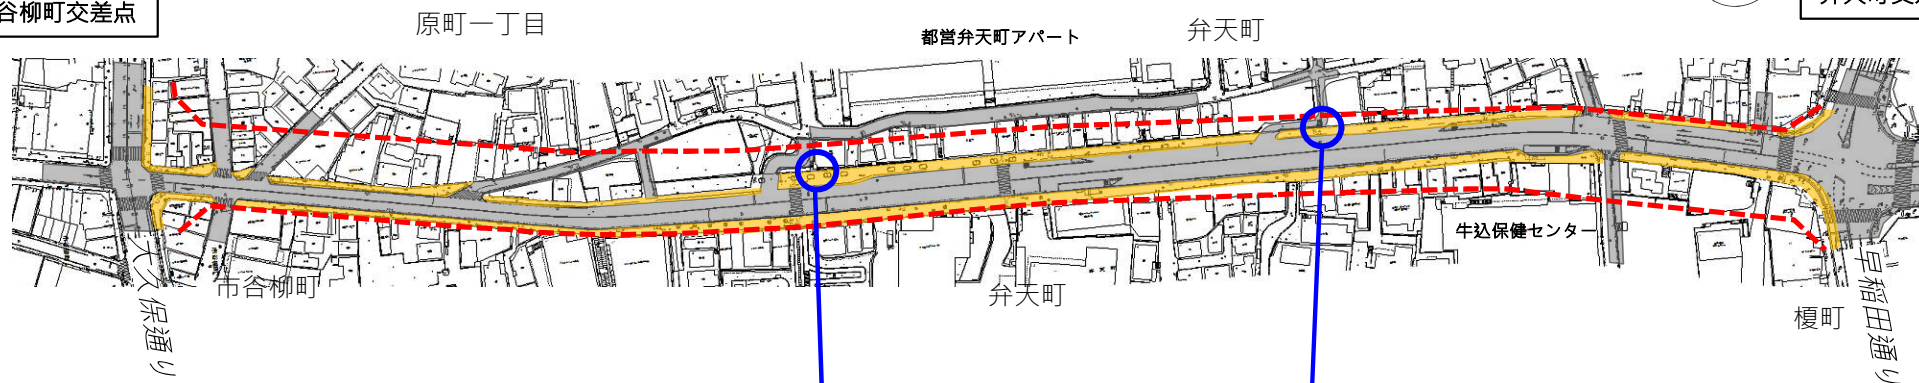 谷柳町交差点
原町一丁目
都営弁天町アパート
弁天町
牛込保健センター
市谷柳町
弁天町
榎町
大久保通り
早稲田通り